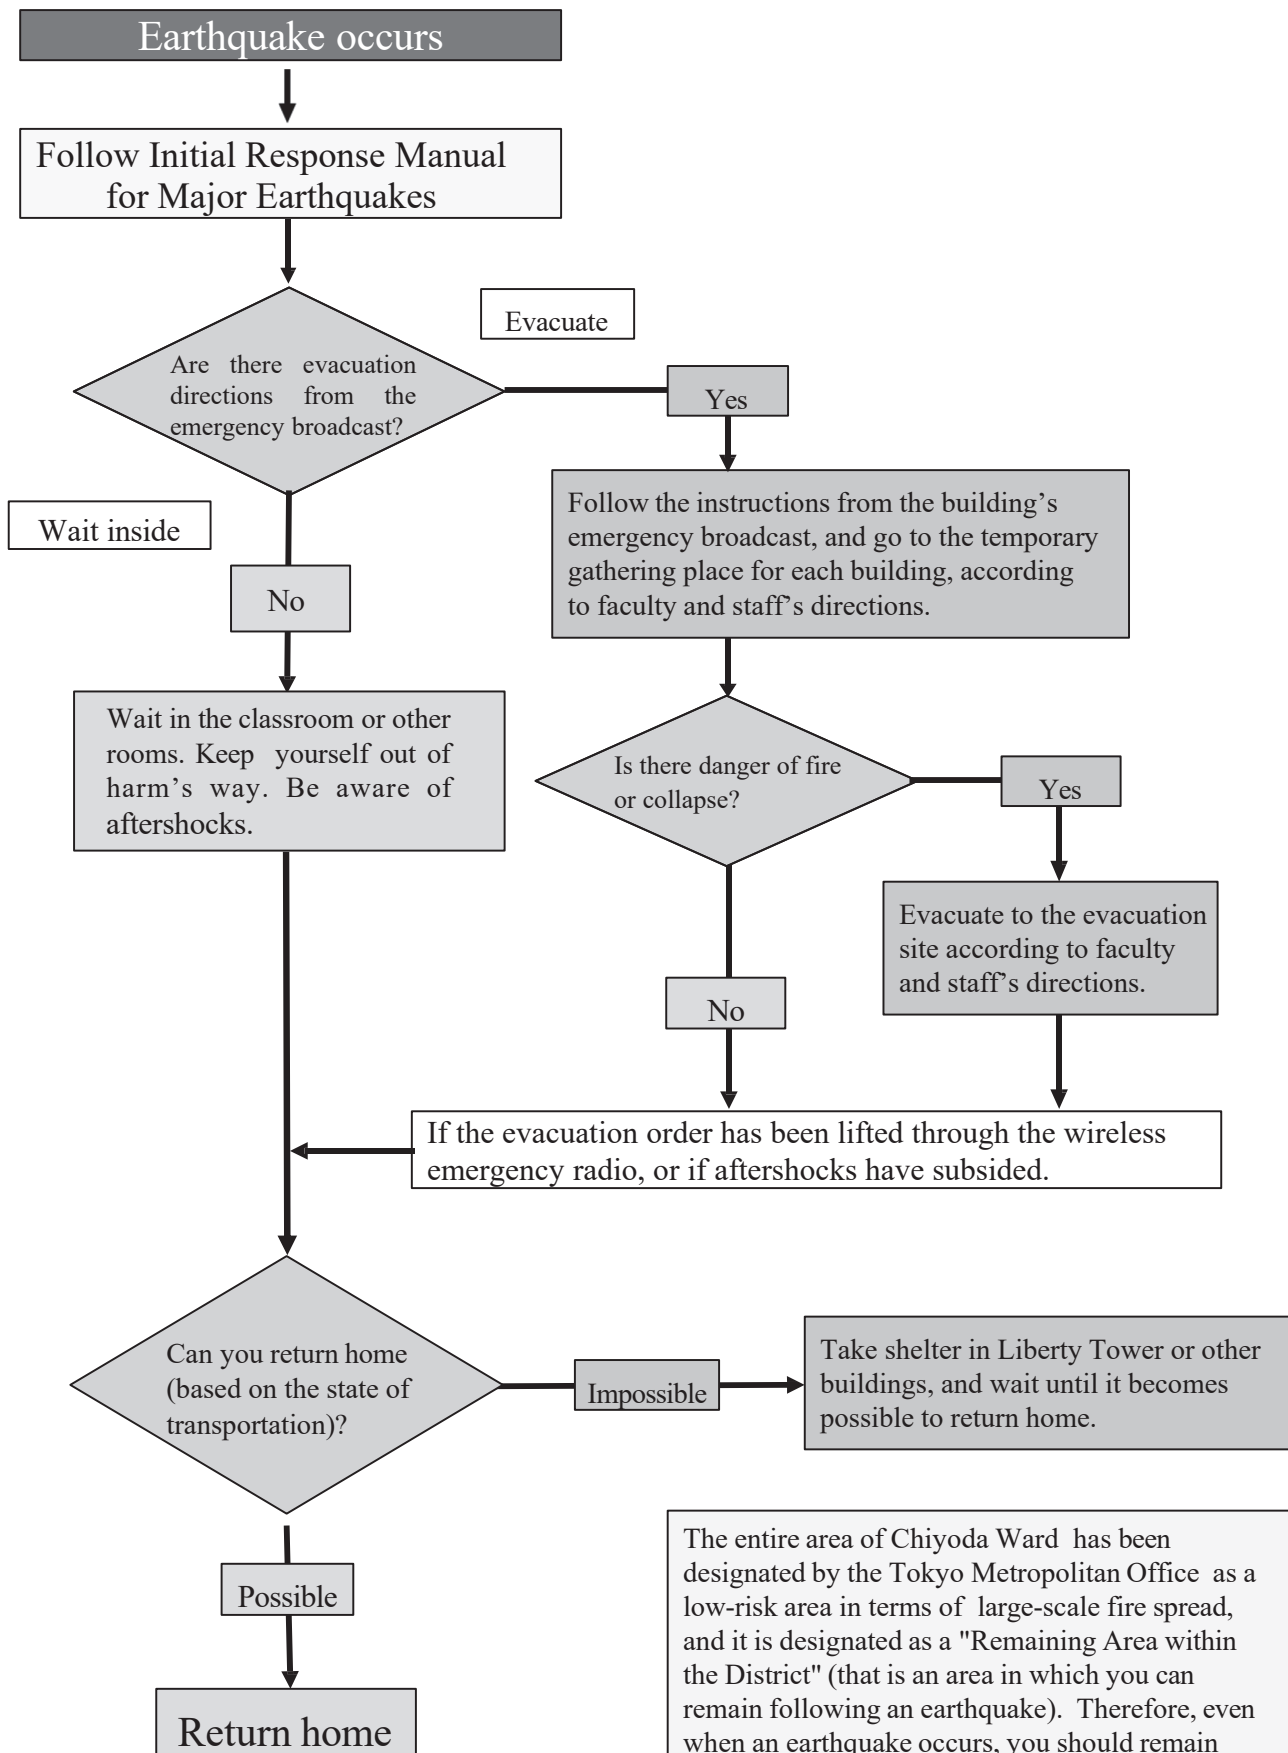 Earthquake occurs
Follow Initial Response Manual
for Major Earthquakes
Evacuate
Are there evacuation
directions from the
emergency broadcast?
Yes
Wait inside
No
Follow the instructions from the building’s
emergency broadcast, and go to the temporary
gathering place for each building, according
to faculty and staff’s directions.
Wait in the classroom or other
rooms. Keep yourself out of
harm’s way. Be aware of
aftershocks.
Is there danger of fire
or collapse?
Yes
Evacuate to the evacuation
site according to faculty
and staff’s directions.
No
If the evacuation order has been lifted through the wireless
emergency radio, or if aftershocks have subsided.
Can you return home
(based on the state of
transportation)?
Impossible
Take shelter in Liberty Tower or other
buildings, and wait until it becomes
possible to return home.
Possible
Return home
The entire area of Chiyoda Ward has been
designated by the Tokyo Metropolitan Office as a
low-risk area in terms of large-scale fire spread,
and it is designated as a "Remaining Area within
the District" (that is an area in which you can
remain following an earthquake). Therefore, even
when an earthquake occurs, you should remain